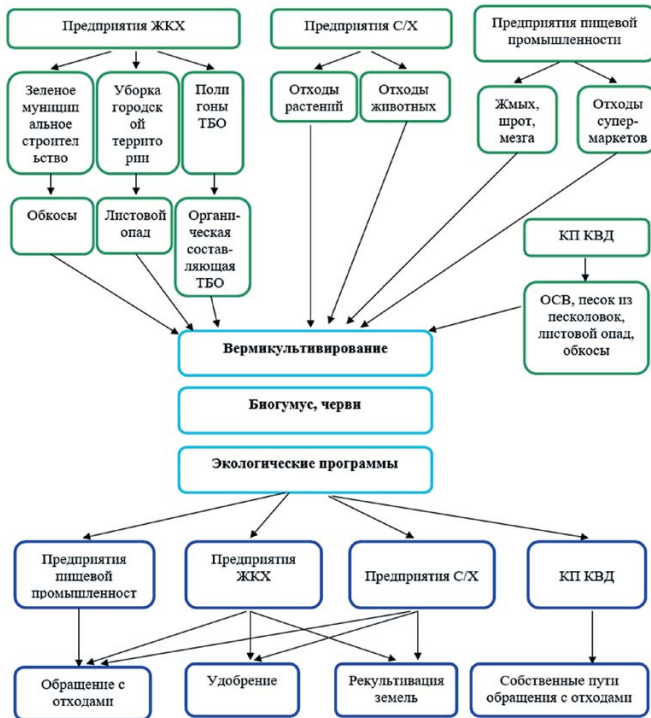 Предприятия ЖКХ
Предприятия С/Х
Предприятия пищевой
промышленности
Зеленое
муницип
альное
строител
ьство
Уборка
городск
ой
террито
рии
Поли
гоны
ТБО
Отходы
растений
Отходы
животных
Жмых,
шрот,
мезга
Отходы
супер-
маркетов
Обкосы
Листовой
опад
Органи-
ческая
состав-
ляющая
ТБО
КП КВД
ОСВ, песок из
песколовок,
листовой опад,
обкосы
Вермикультивирование
Биогумус, черви
Экологические программы
Предприятия
пищевой
промышленност
Предприятия
ЖКХ
Предприятия С/Х
КП КВД
Обращение с
отходами
Удобрение
Рекультивация
земель
Собственные пути
обращения с отходами